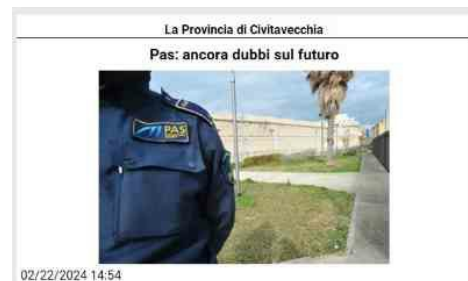 La Provincia di Civitavecchia
Pas: ancora dubbi sul futuro
PAS
02/22/2024 14:54